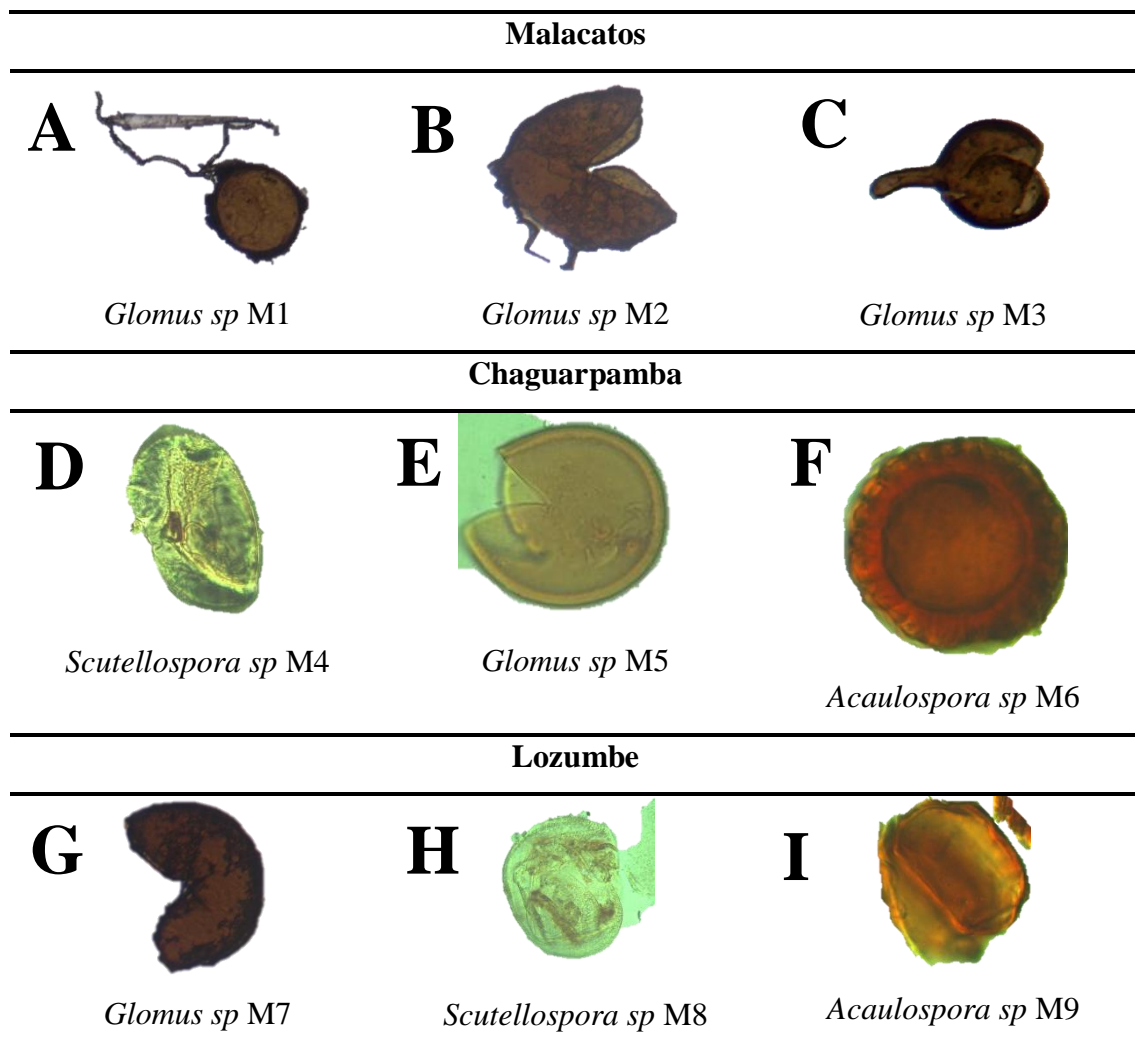 Malacatos
A B C
Glomus sp M1 Glomus sp M2 Glomus sp M3
Chaguarpamba
D E F
Scutellospora sp M4 Glomus sp M5
Acaulospora sp M6
Lozumbe
G H I
Glomus sp M7 Scutellospora sp M8 Acaulospora sp M9